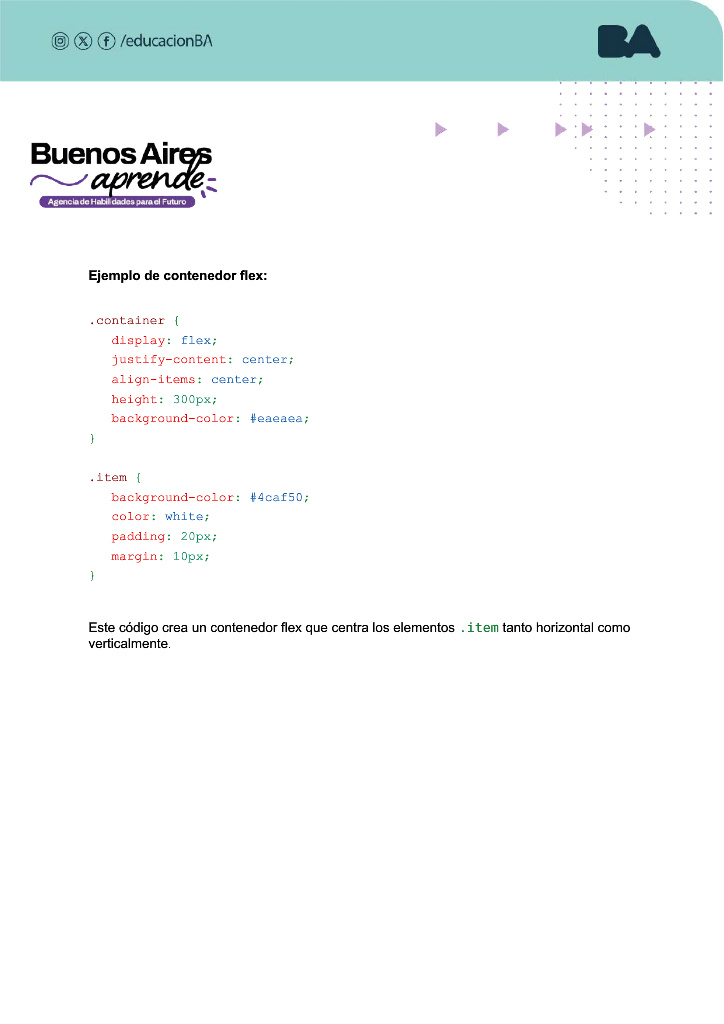 /educacionBA
BA
Buenos Aires
aprende
Agencia de Habilidades para el Futuro
Ejemplo de contenedor flex:
.container {
    display: flex;
    justify-content: center;
    align-items: center;
    height: 300px;
    background-color: #eaeaea;
}
.item {
    background-color: #4caf50;
    color: white;
    padding: 20px;
    margin: 10px;
}
Este código crea un contenedor flex que centra los elementos .item tanto horizontal como
verticalmente.